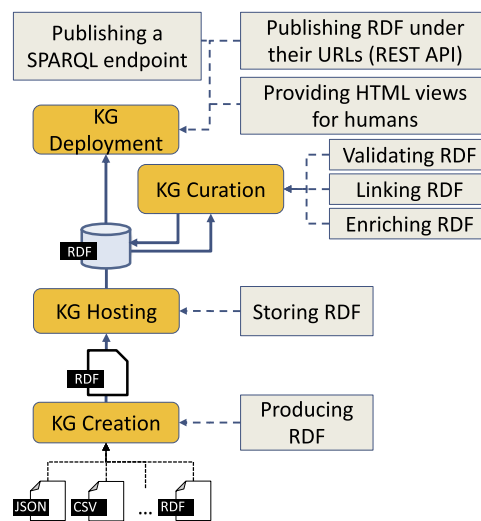 Publishing a
SPARQL endpoint
Publishing RDF under
their URLs (REST API)
Providing HTML views
for humans
KG
Deployment
Validating RDF
KG Curation
Linking RDF
Enriching RDF
RDF
KG Hosting
Storing RDF
RDF
KG Creation
Producing
RDF
JSON
CSV
...
RDF